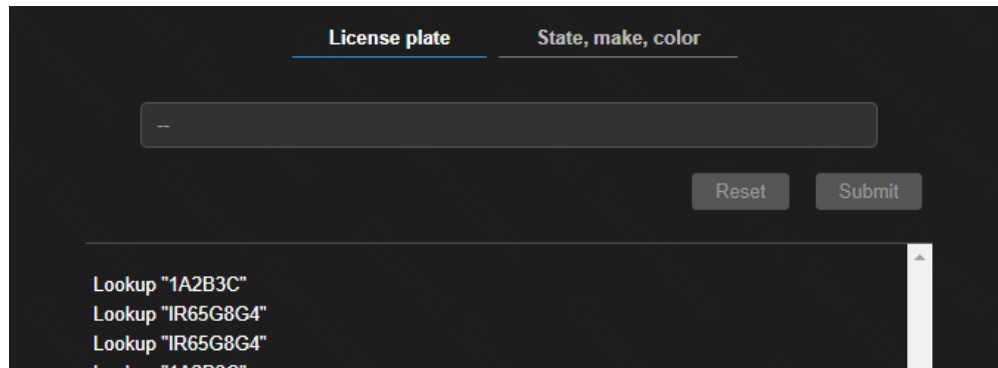 License plate State, make, color
--
Reset Submit
Lookup "1A2B3C"
Lookup "IR65G8G4"
Lookup "IR65G8G4"